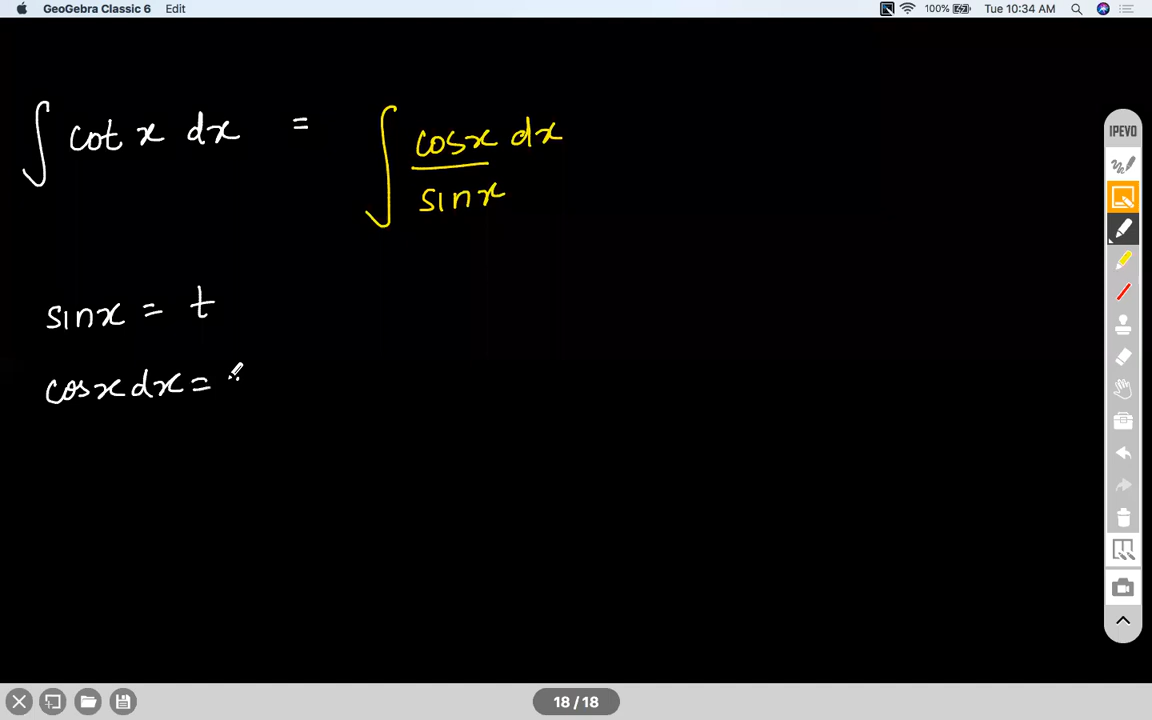 GeoGebra Classic 6 Edit 100% Tue 10:34 AM
∫ cot x dx = ∫ cosx dx
sinx
IPEVO
sinx = t
cosx dx =
18 / 18